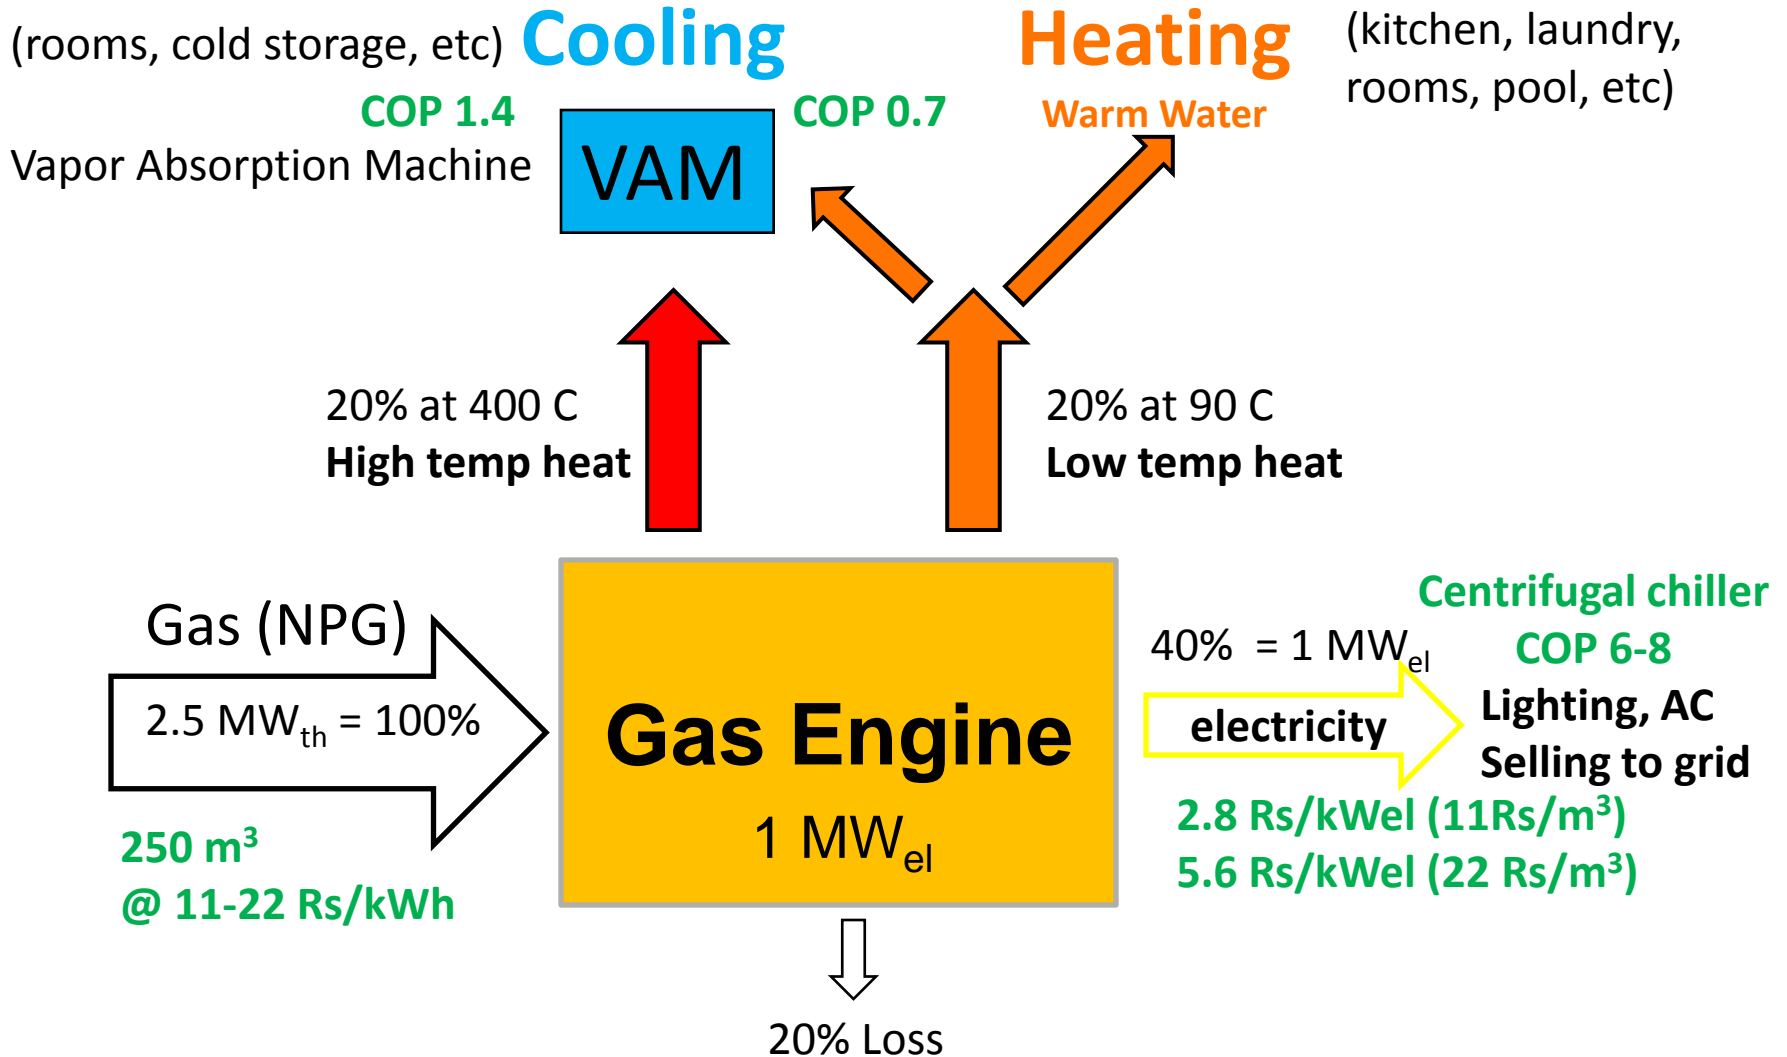 (rooms, cold storage, etc) Cooling
Heating
(kitchen, laundry,
rooms, pool, etc)
COP 1.4
COP 0.7
Warm Water
Vapor Absorption Machine
VAM
20% at 400 C
High temp heat
20% at 90 C
Low temp heat
Gas (NPG)
2.5 MWth = 100%
250 m³
@ 11-22 Rs/kWh
Gas Engine
1 MWel
40%  = 1 MWel
electricity
Centrifugal chiller
COP 6-8
Lighting, AC
Selling to grid
2.8 Rs/kWel (11Rs/m³)
5.6 Rs/kWel (22 Rs/m³)
20% Loss